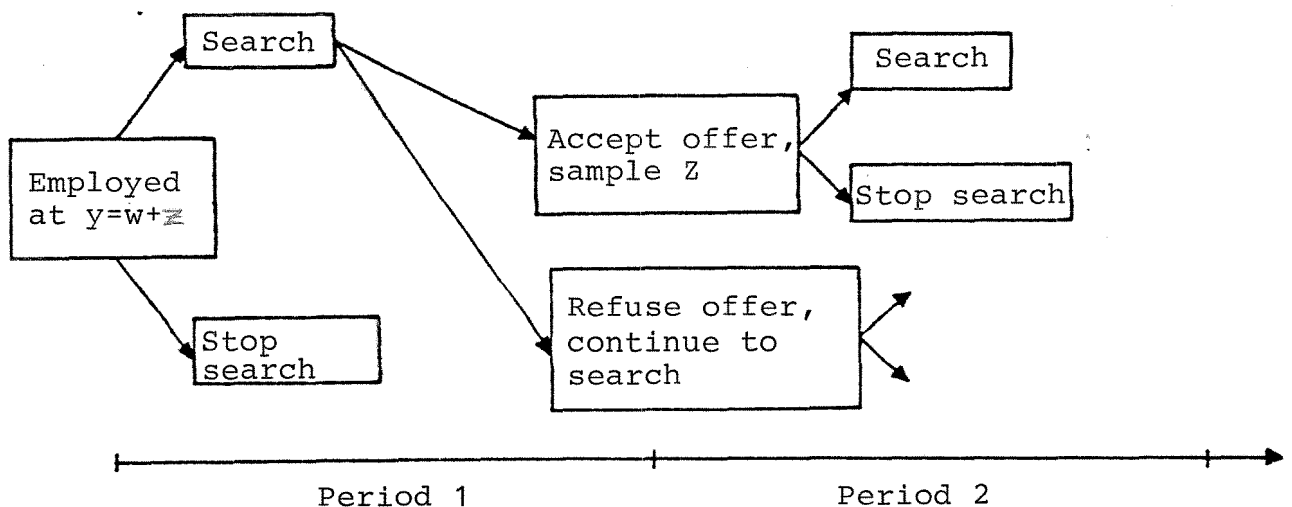 Search
Search
Accept offer,
sample Z
Employed
at y=w+z
Stop search
Refuse offer,
continue to
search
Stop
search
Period 1
Period 2